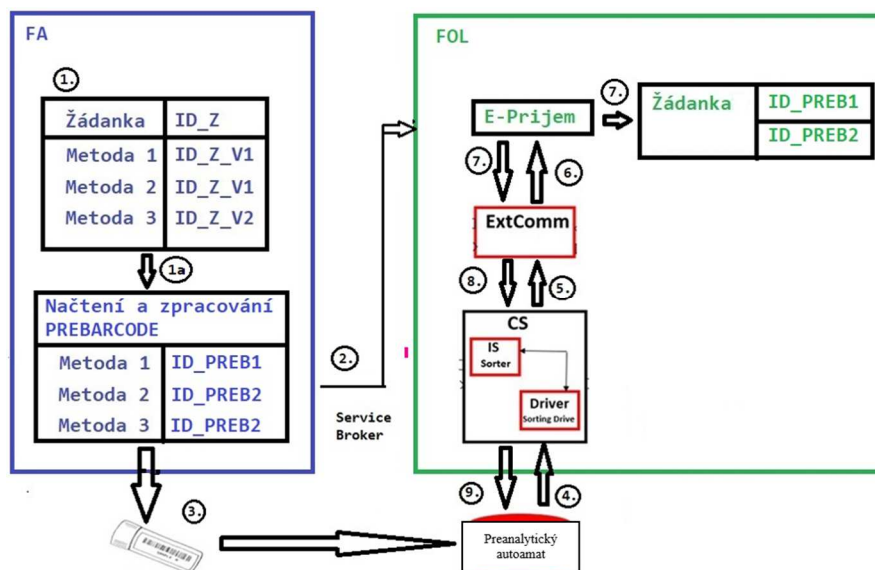 FA
1.
Žádanka ID_Z
Metoda 1 ID_Z_V1
Metoda 2 ID_Z_V1
Metoda 3 ID_Z_V2
1a
Načtení a zpracování
PREBARCODE
Metoda 1 ID_PREB1
Metoda 2 ID_PREB2
Metoda 3 ID_PREB2
2.
Service
Broker
3.
FOL
E-Prijem
7.
Žádanka ID_PREB1
ID_PREB2
7.
6.
ExtComm
8.
5.
CS
IS
Sorter
Driver
Sorting Drive
9.
4.
Preanalytický
autoamat